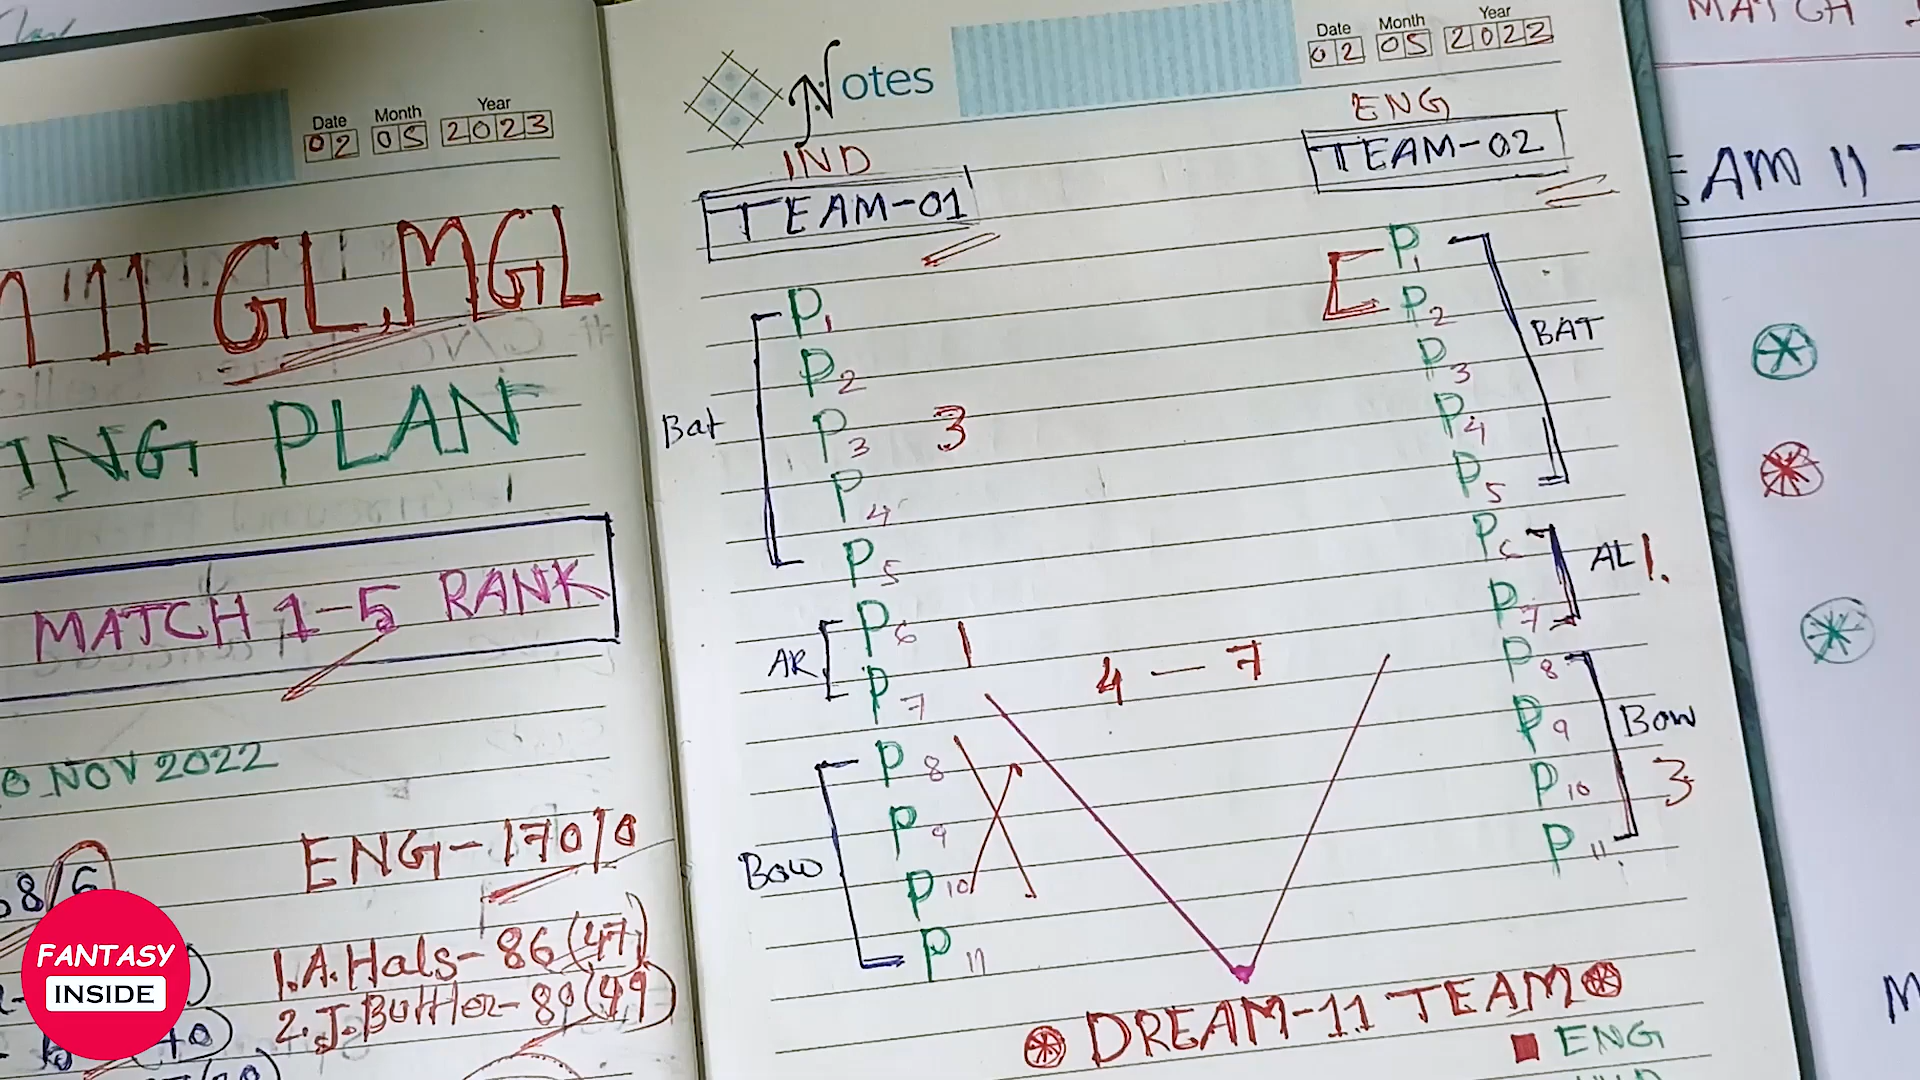 Date Month Year
02 05 2023
11 GL,MGL
ING PLAN
MATCH 1-5 RANK
NOV 2022
ENG-170/0
1.A.Hals-86(47)
2.J.Buttler-80(49)
FANTASY
INSIDE
Notes
Date Month Year
02 05 2022
IND
TEAM-01
ENG
TEAM-02
Bat
P1
P2
P3 3
P4
P5
AR
P6 1
P7
Bow
P8
P9
P10
P11
4-7
P1
P2
P3
P4
P5
BAT
P6
P7
AL 1.
P8
P9
P10
P11
Bow
3
DREAM-11 TEAM
ENG
MATCH
EAM 11 -
M